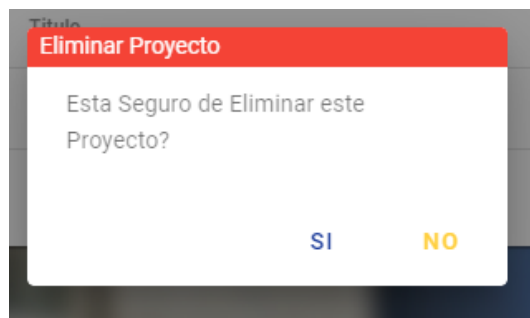 Titulo
Eliminar Proyecto
Esta Seguro de Eliminar este
Proyecto?
SI
NO